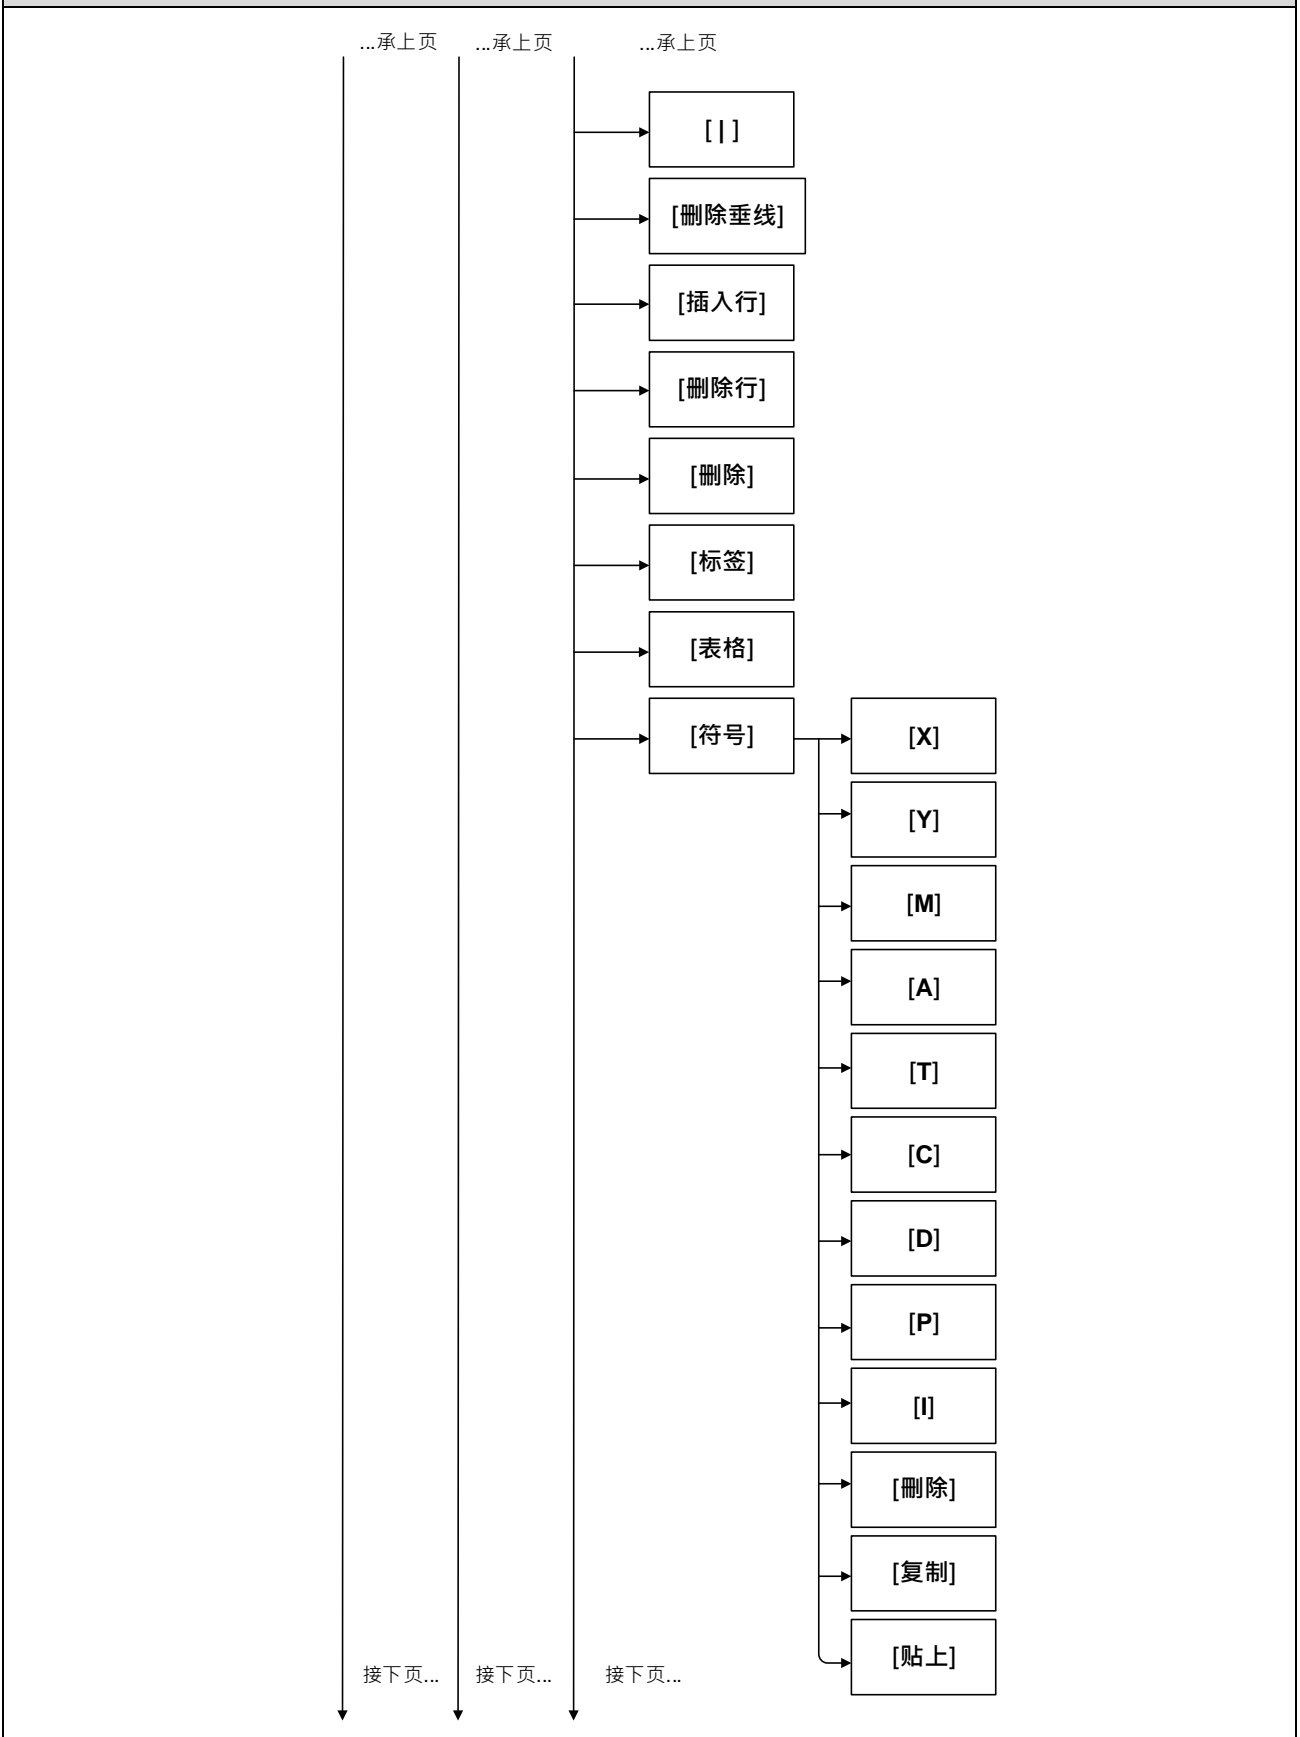 ...承上页 ...承上页 ...承上页
[ | ]
[删除垂线]
[插入行]
[删除行]
[删除]
[标签]
[表格]
[符号] [X]
[Y]
[M]
[A]
[T]
[C]
[D]
[P]
[I]
[删除]
[复制]
[贴上]
接下页... 接下页... 接下页...